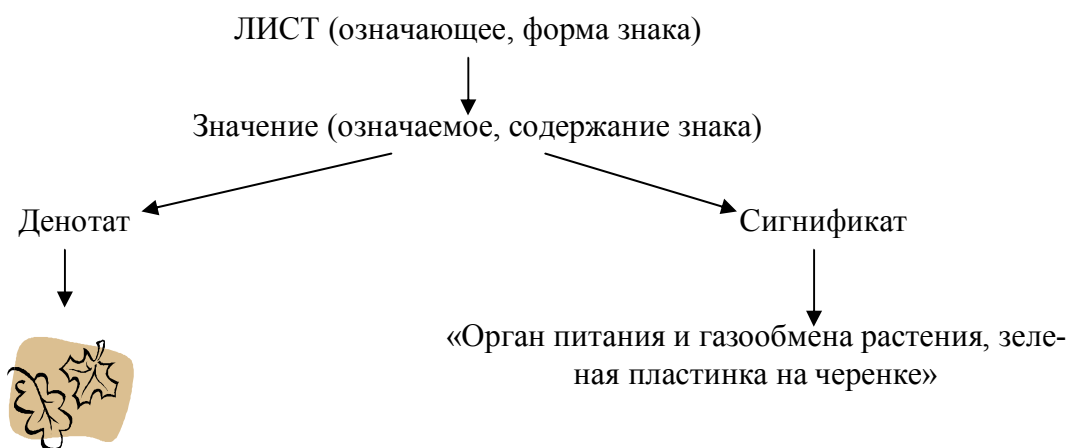 ЛИСТ (означающее, форма знака)
Значение (означаемое, содержание знака)
Денотат
Сигнификат
«Орган питания и газообмена растения, зеле-
ная пластинка на черенке»